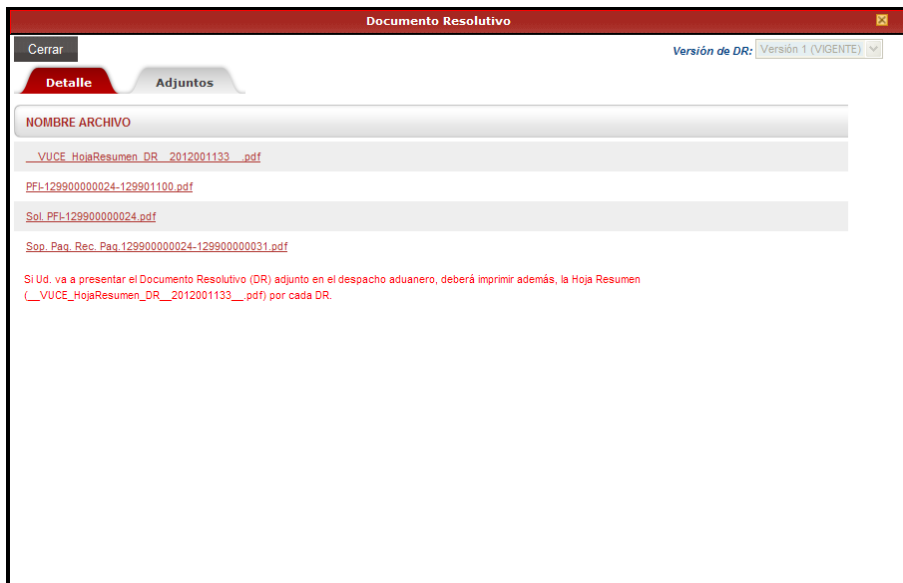 Documento Resolutivo
Cerrar
Versión de DR: Versión 1 (VIGENTE)
Detalle Adjuntos
NOMBRE ARCHIVO
__VUCE_HojaResumen_DR__2012001133__.pdf
PFI-129900000024-129901100.pdf
Sol. PFI-129900000024.pdf
Sop. Pag. Rec. Pag.129900000024-129900000031.pdf
Si Ud. va a presentar el Documento Resolutivo (DR) adjunto en el despacho aduanero, deberá imprimir además, la Hoja Resumen
(__VUCE_HojaResumen_DR__2012001133__.pdf) por cada DR.